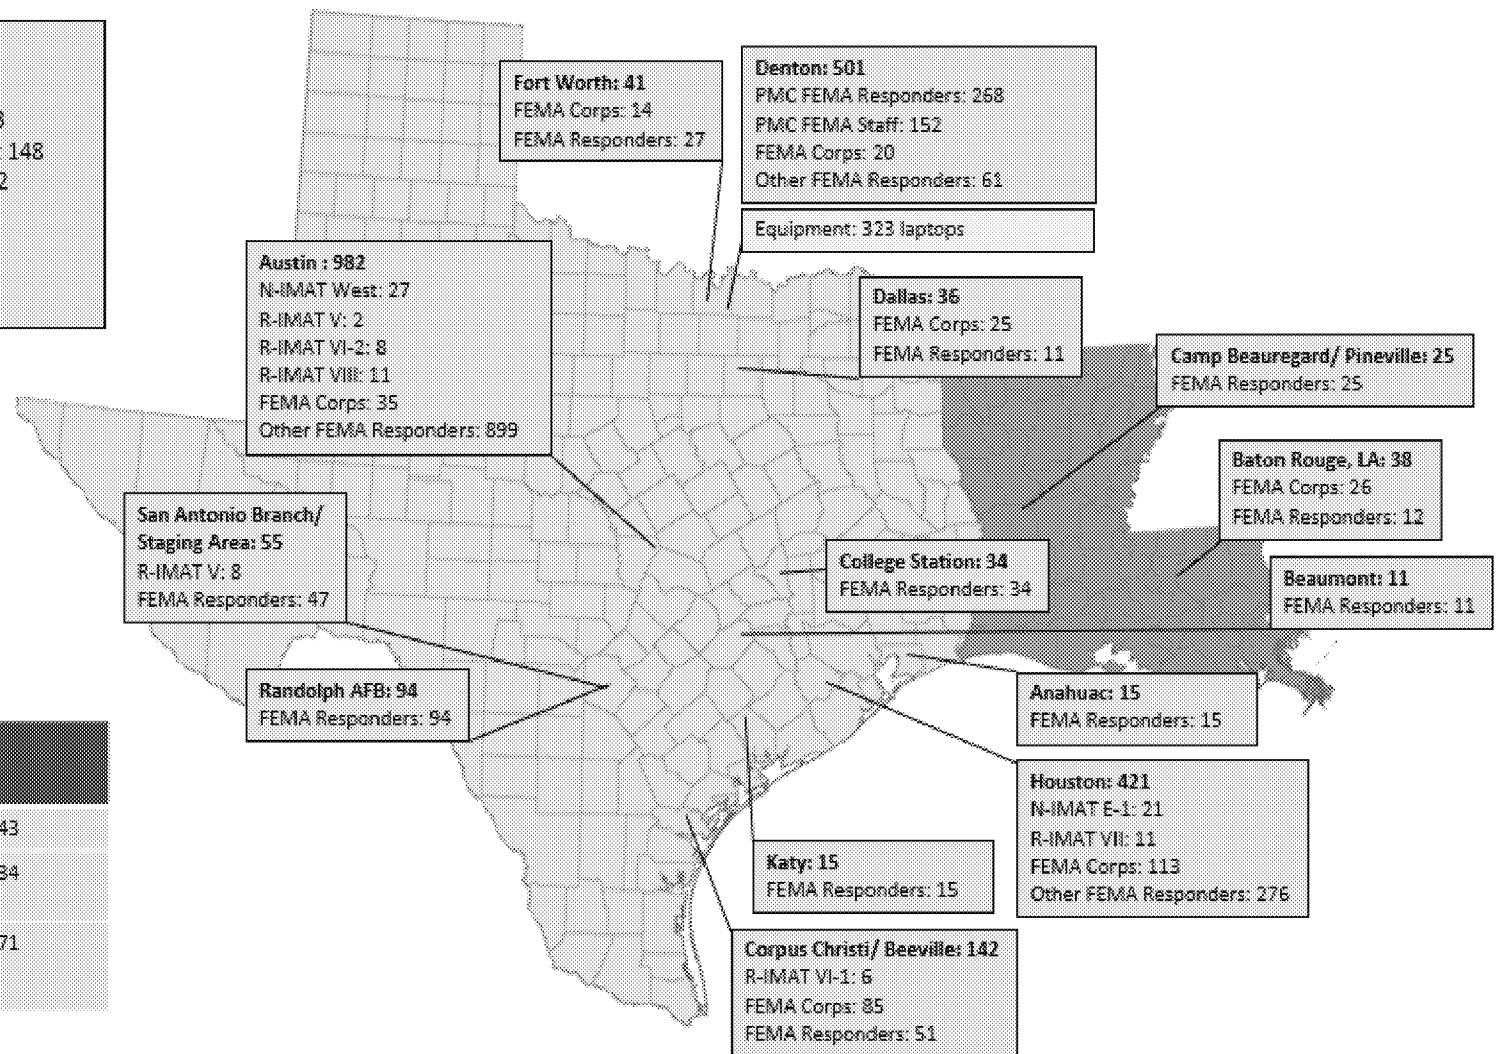 3
: 148
2
43
34
71
Fort Worth: 41
FEMA Corps: 14
FEMA Responders: 27
Denton: 501
PMC FEMA Responders: 268
PMC FEMA Staff: 152
FEMA Corps: 20
Other FEMA Responders: 61
Equipment: 323 laptops
Austin : 982
N-IMAT West: 27
R-IMAT V: 2
R-IMAT VI-2: 8
R-IMAT VIII: 11
FEMA Corps: 35
Other FEMA Responders: 899
Dallas: 36
FEMA Corps: 25
FEMA Responders: 11
Camp Beauregard/ Pineville: 25
FEMA Responders: 25
Baton Rouge, LA: 38
FEMA Corps: 26
FEMA Responders: 12
San Antonio Branch/
Staging Area: 55
R-IMAT V: 8
FEMA Responders: 47
College Station: 34
FEMA Responders: 34
Beaumont: 11
FEMA Responders: 11
Randolph AFB: 94
FEMA Responders: 94
Anahuac: 15
FEMA Responders: 15
Houston: 421
N-IMAT E-1: 21
R-IMAT VII: 11
FEMA Corps: 113
Other FEMA Responders: 276
Katy: 15
FEMA Responders: 15
Corpus Christi/ Beeville: 142
R-IMAT VI-1: 6
FEMA Corps: 85
FEMA Responders: 51